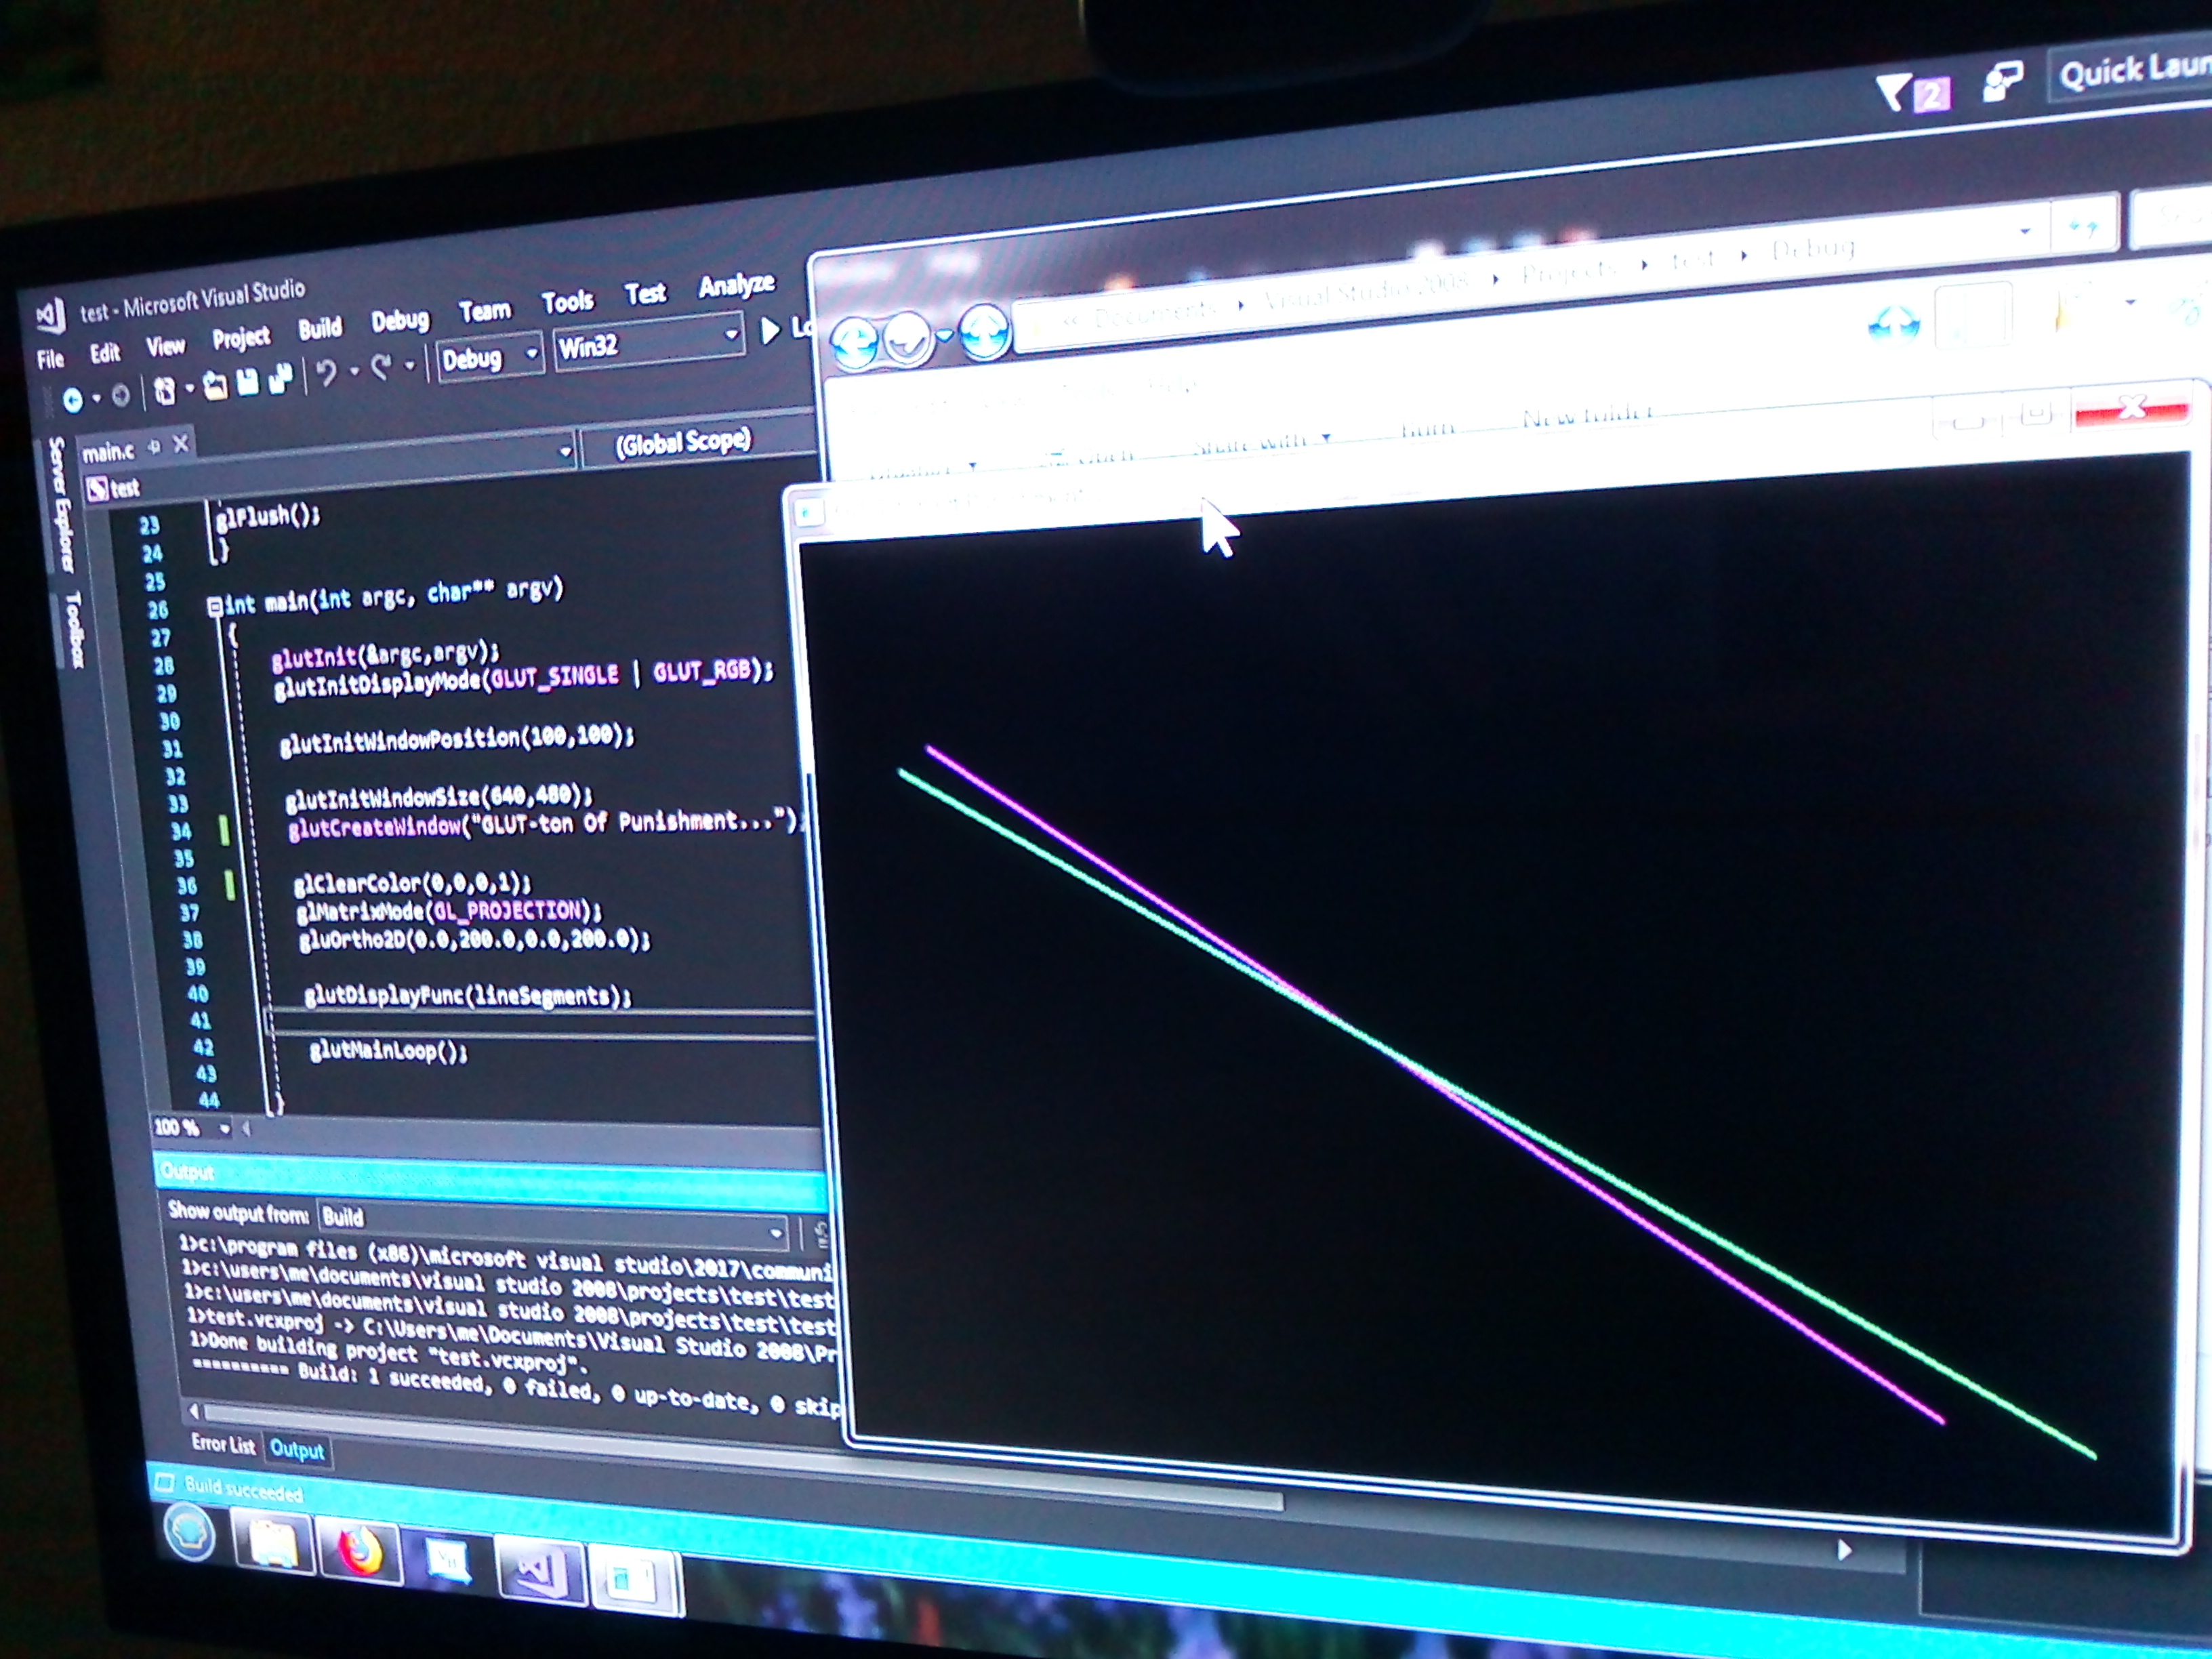 2
Quick Laun
test - Microsoft Visual Studio
File Edit View Project Build Debug Team Tools Test Analyze
Debug Win32 Lo
Documents Visual Studio 2008 Projects test Debug
Help
Share with Burn New folder
Server Explorer
Toolbox
main.c
test (Global Scope)
23 glFlush();
24 }
25
26 int main(int argc, char** argv)
27 {
28 glutInit(&argc,argv);
29 glutInitDisplayMode(GLUT_SINGLE | GLUT_RGB);
30
31 glutInitWindowPosition(100,100);
32
33 glutInitWindowSize(640,480);
34 glutCreateWindow("GLUT-ton Of Punishment...");
35
36 glClearColor(0,0,0,1);
37 glMatrixMode(GL_PROJECTION);
38 gluOrtho2D(0.0,200.0,0.0,200.0);
39
40 glutDisplayFunc(lineSegments);
41
42 glutMainLoop();
43
44 }
100 %
Output
Show output from: Build
1>c:\program files (x86)\microsoft visual studio\2017\communi
1>c:\users\me\documents\visual studio 2008\projects\test\test
1>c:\users\me\documents\visual studio 2008\projects\test\test
1>test.vcxproj -> C:\Users\me\Documents\Visual Studio 2008\Pr
1>Done building project "test.vcxproj".
========== Build: 1 succeeded, 0 failed, 0 up-to-date, 0 skip
Error List Output
Build succeeded